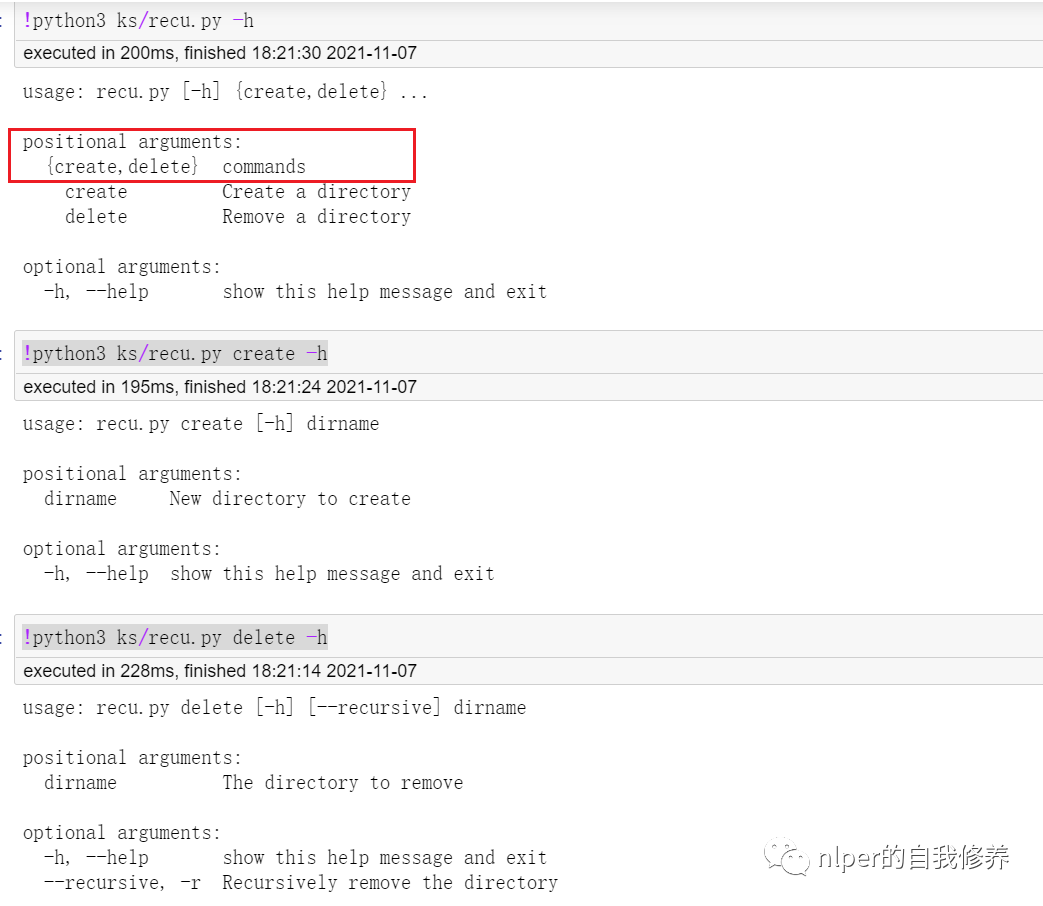 !python3 ks/recu.py -h
executed in 200ms, finished 18:21:30 2021-11-07
usage: recu.py [-h] {create,delete} ...
positional arguments:
{create,delete}  commands
create         Create a directory
delete         Remove a directory
optional arguments:
-h, --help       show this help message and exit
!python3 ks/recu.py create -h
executed in 195ms, finished 18:21:24 2021-11-07
usage: recu.py create [-h] dirname
positional arguments:
dirname     New directory to create
optional arguments:
-h, --help  show this help message and exit
!python3 ks/recu.py delete -h
executed in 228ms, finished 18:21:14 2021-11-07
usage: recu.py delete [-h] [--recursive] dirname
positional arguments:
dirname          The directory to remove
optional arguments:
-h, --help       show this help message and exit
--recursive, -r  Recursively remove the directory
nlper的自我修养